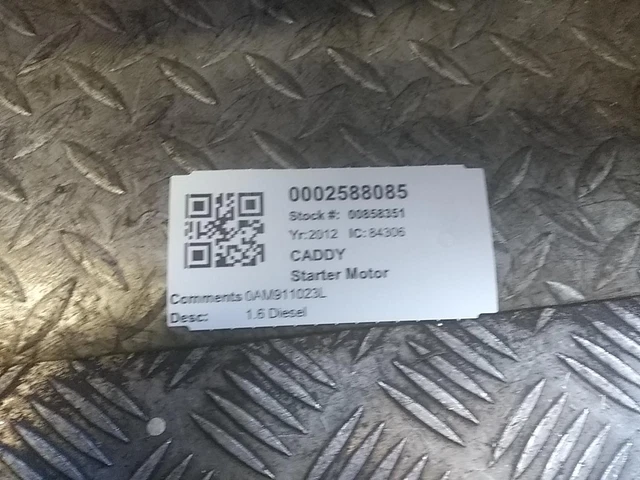 0002588085
Stock #: 00858351
Yr:2012 IC:84306
CADDY
Starter Motor
Comments 0AM911023L
Desc: 1.6 Diesel